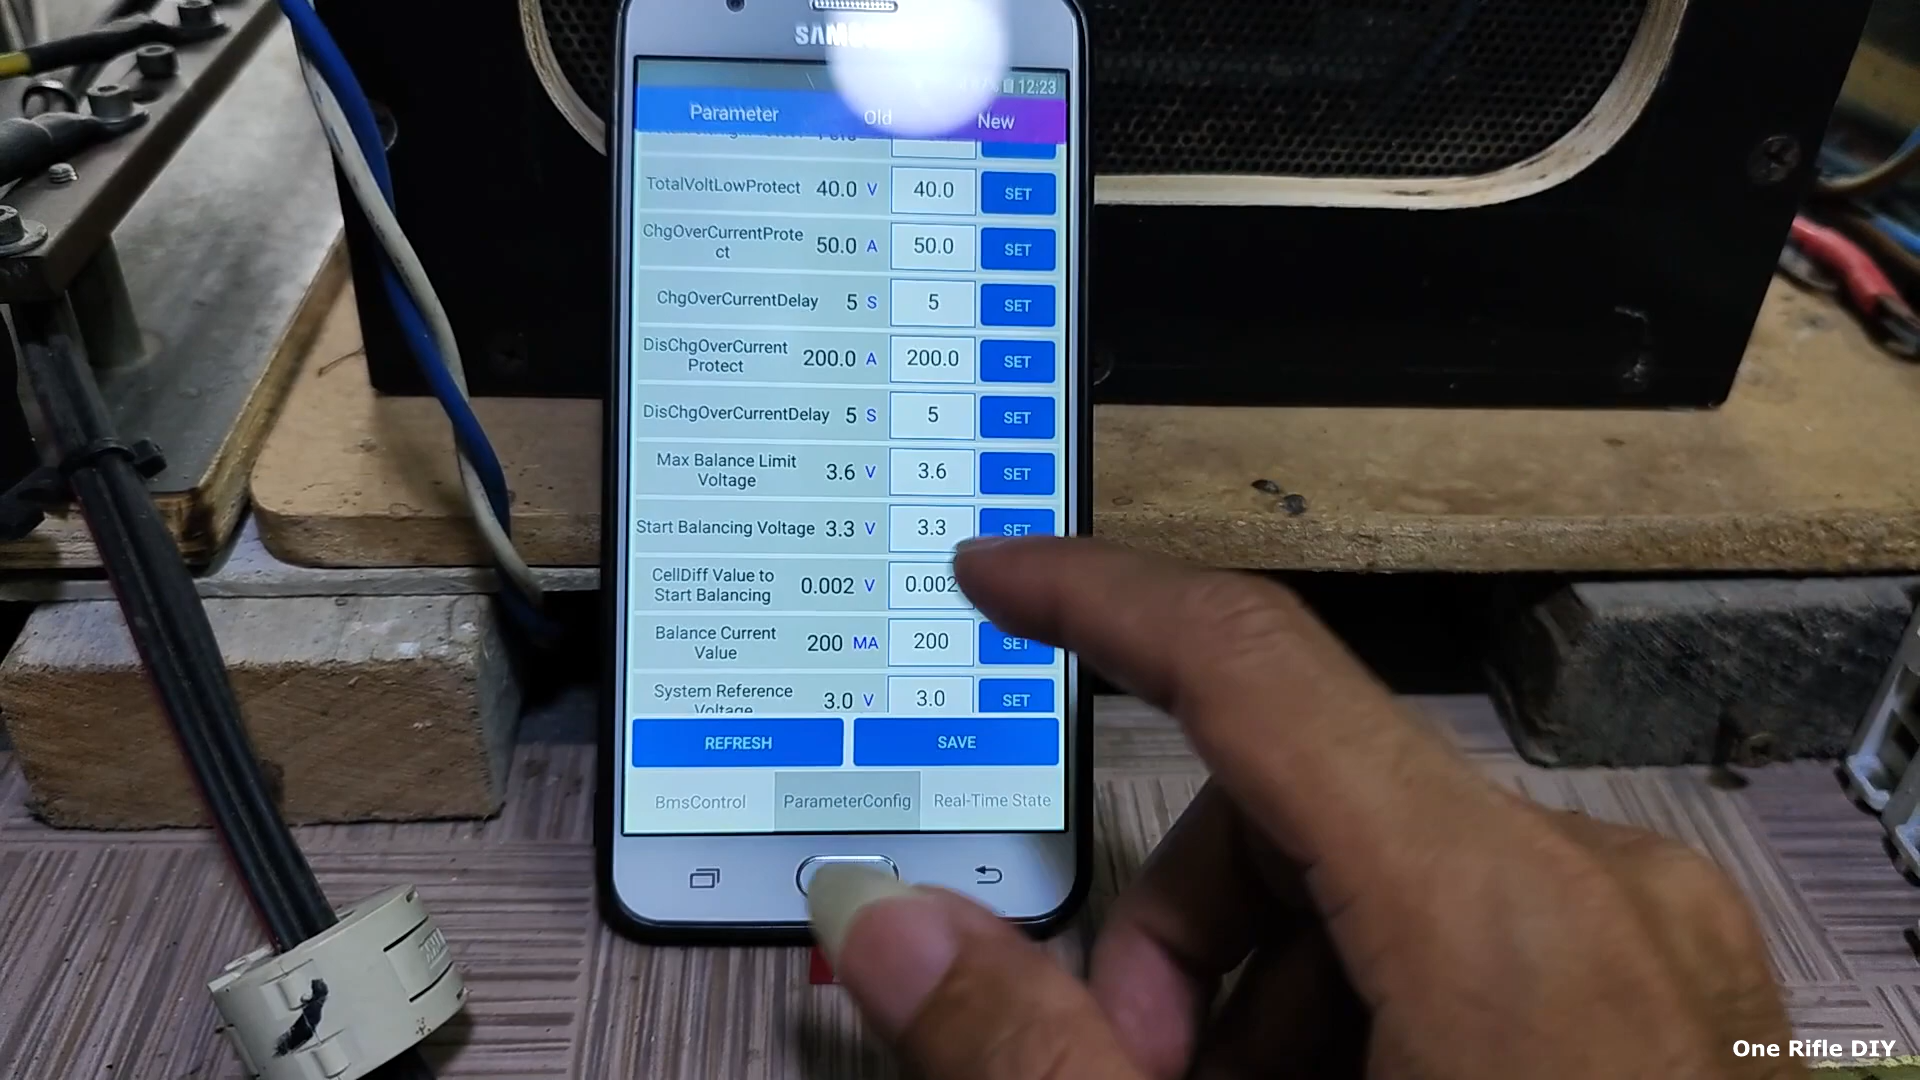 SAM
12:23
Parameter Old New
TotalVoltLowProtect 40.0 V 40.0 SET
ChgOverCurrentProte
ct 50.0 A 50.0 SET
ChgOverCurrentDelay 5 S 5 SET
DisChgOverCurrent
Protect 200.0 A 200.0 SET
DisChgOverCurrentDelay 5 S 5 SET
Max Balance Limit
Voltage 3.6 V 3.6 SET
Start Balancing Voltage 3.3 V 3.3 SET
CellDiff Value to
Start Balancing 0.002 V 0.002
Balance Current
Value 200 MA 200 SET
System Reference
Voltage 3.0 V 3.0 SET
REFRESH SAVE
BmsControl ParameterConfig Real-Time State
One Rifle DIY